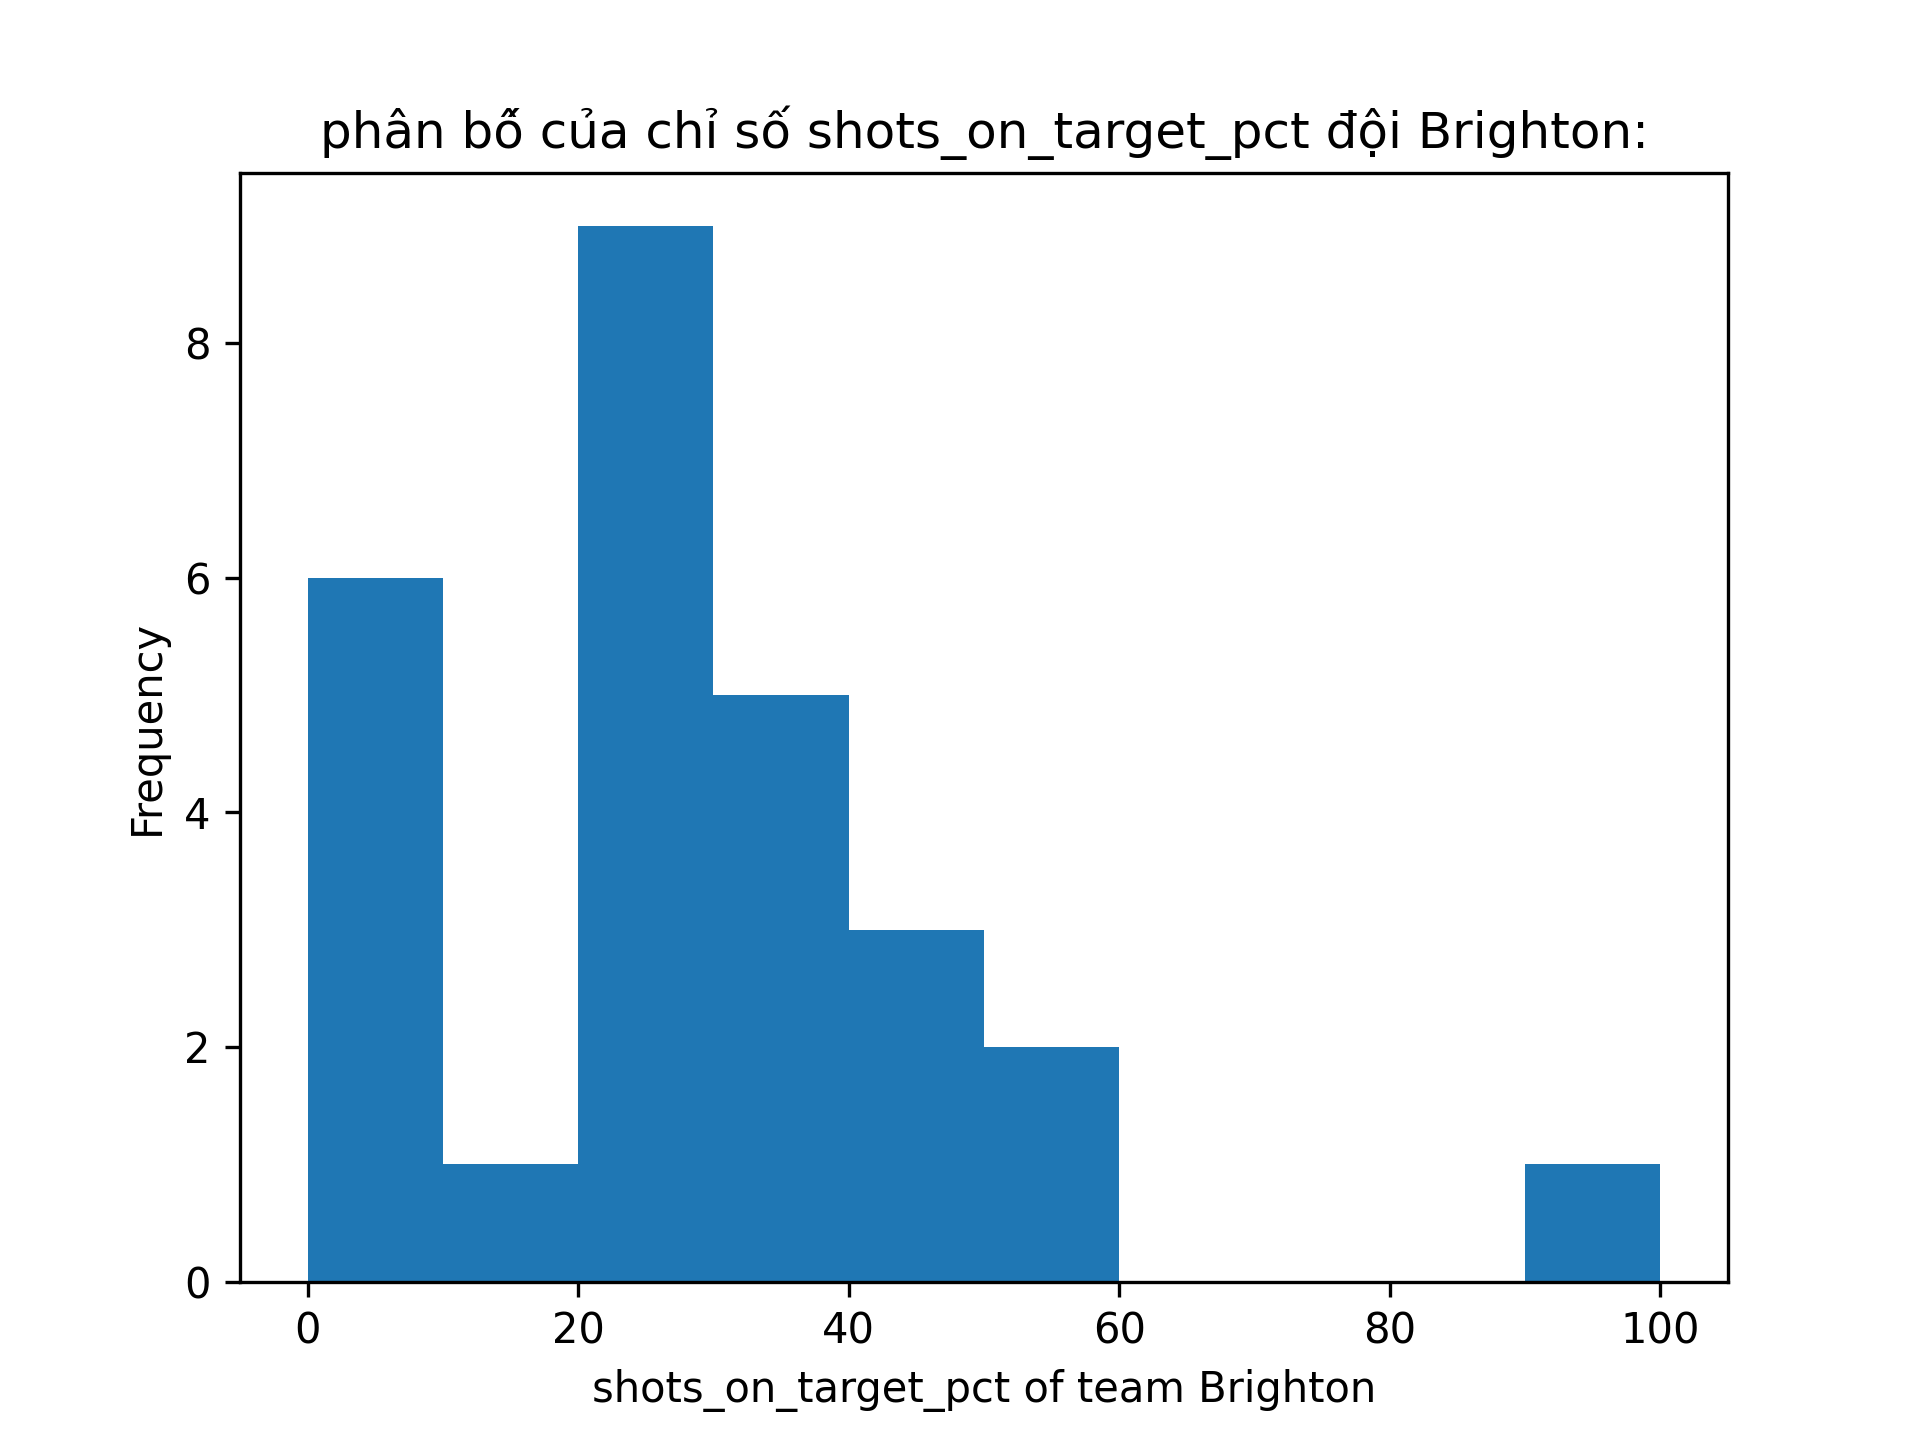 phân bố của chỉ số shots_on_target_pct đội Brighton:
8
6
4
2
0
Frequency
0 20 40 60 80 100
shots_on_target_pct of team Brighton